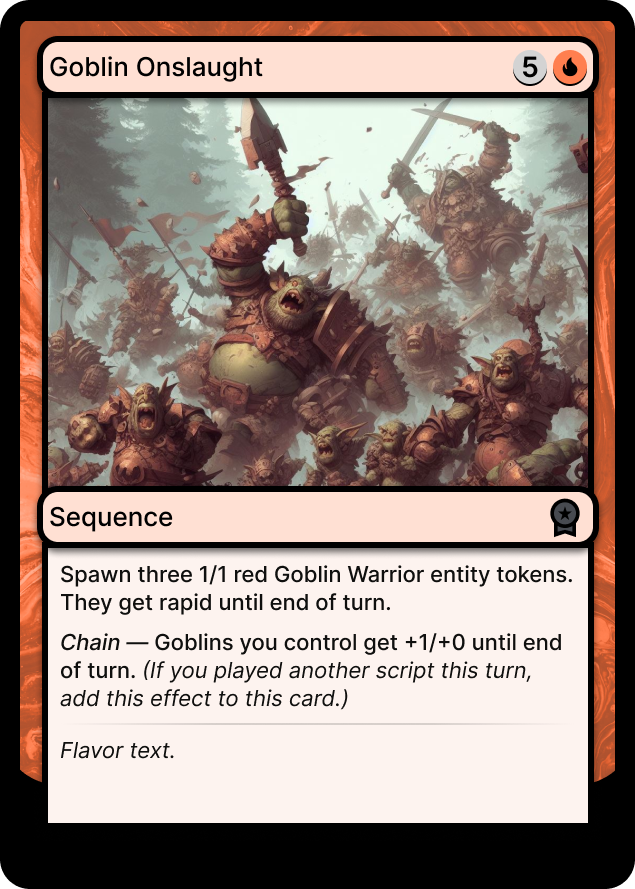 Goblin Onslaught 5
Sequence
Spawn three 1/1 red Goblin Warrior entity tokens.
They get rapid until end of turn.
Chain — Goblins you control get +1/+0 until end
of turn. (If you played another script this turn,
add this effect to this card.)
Flavor text.